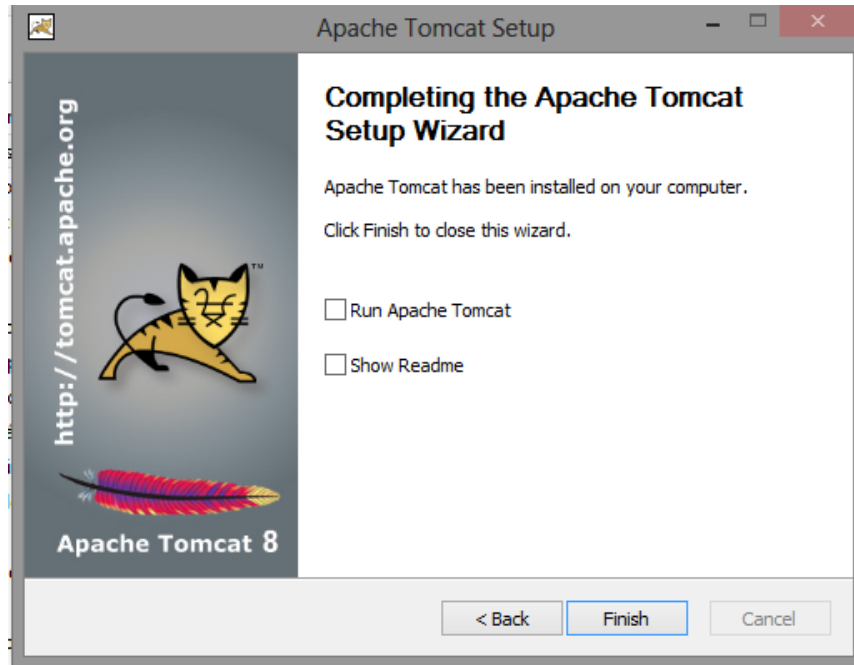 Apache Tomcat Setup
http://tomcat.apache.org
TM
Apache Tomcat 8
Completing the Apache Tomcat
Setup Wizard
Apache Tomcat has been installed on your computer.
Click Finish to close this wizard.
Run Apache Tomcat
Show Readme
< Back
Finish
Cancel